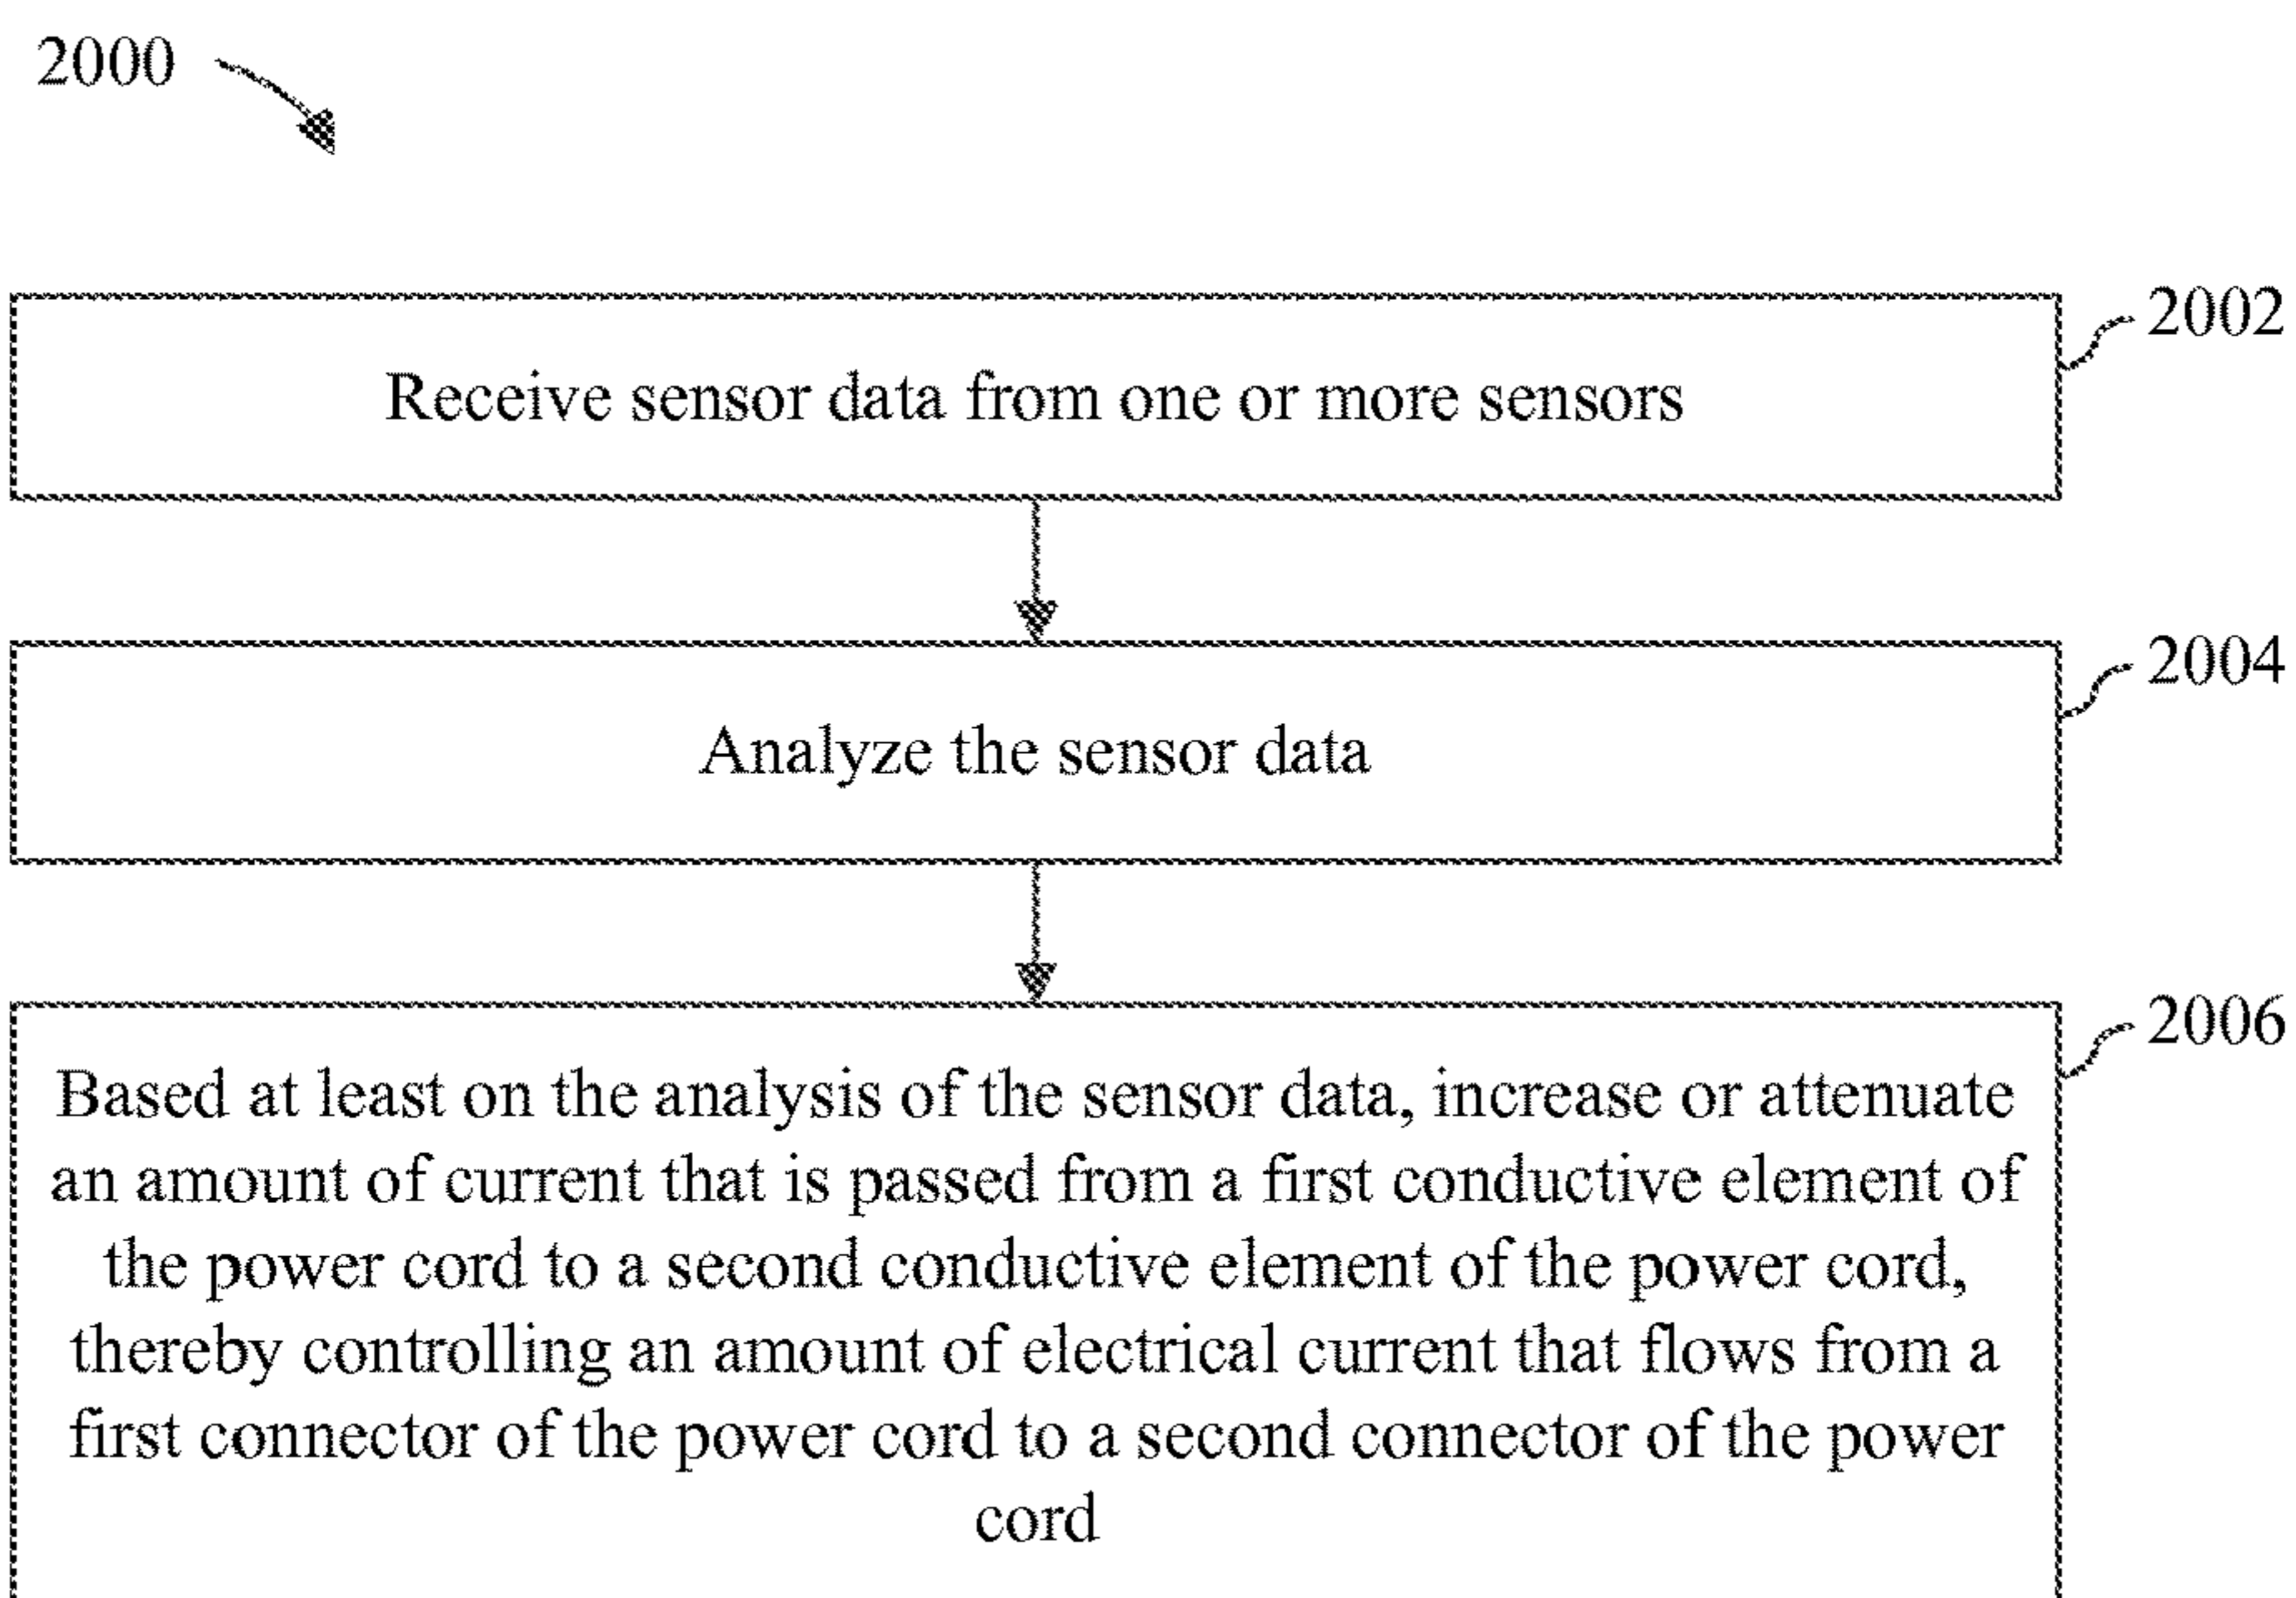 2000
2002
Receive sensor data from one or more sensors
2004
Analyze the sensor data
2006
Based at least on the analysis of the sensor data, increase or attenuate
an amount of current that is passed from a first conductive element of
the power cord to a second conductive element of the power cord,
thereby controlling an amount of electrical current that flows from a
first connector of the power cord to a second connector of the power
cord